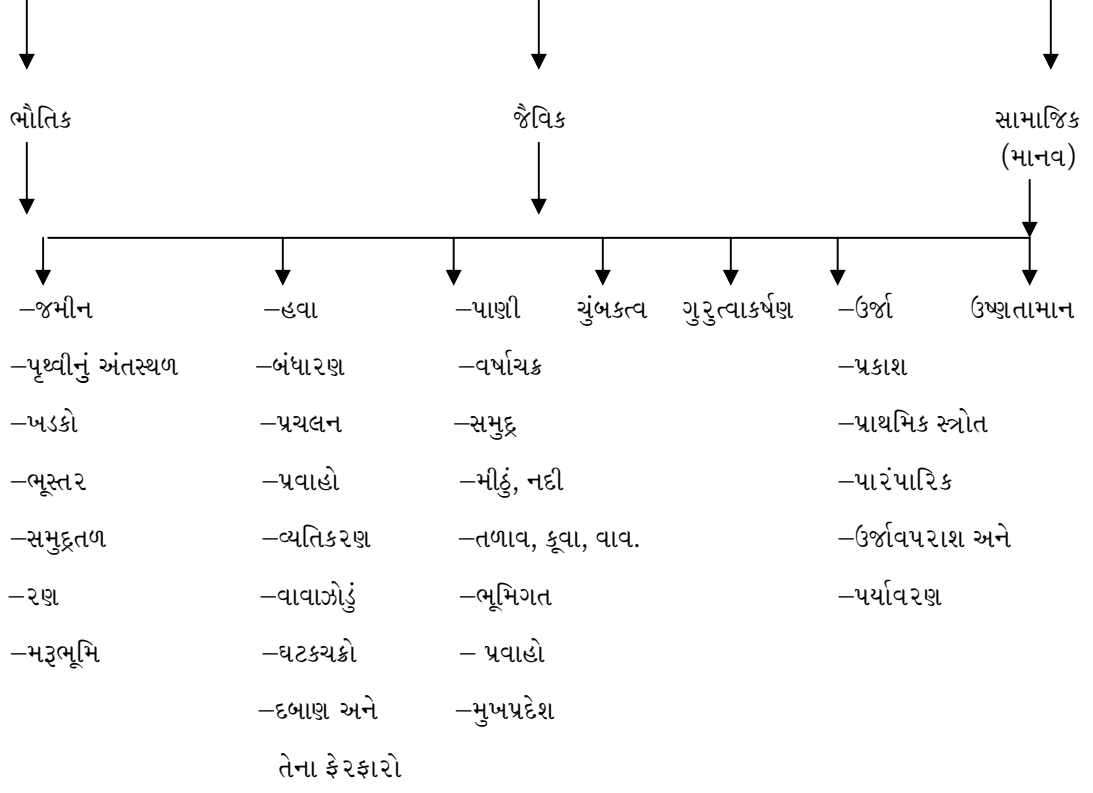 ભૌતિક જૈવિક સામાજિક
(માનવ)
–જમીન –હવા –પાણી ચુંબકત્વ ગુરુત્વાકર્ષણ –ઉર્જા ઉષ્ણતામાન
–પૃથ્વીનું અંતસ્થળ –બંધારણ –વર્ષાચક્ર –પ્રકાશ
–ખડકો –પ્રચલન –સમુદ્ર –પ્રાથમિક સ્ત્રોત
–ભૂસ્તર –પ્રવાહો –મીઠું, નદી –પારંપારિક
–સમુદ્રતળ –વ્યતિકરણ –તળાવ, કૂવા, વાવ. –ઉર્જાવપરાશ અને
–રણ –વાવાઝોડું –ભૂમિગત –પર્યાવરણ
–મરૂભૂમિ –ઘટકચક્રો – પ્રવાહો
–દબાણ અને –મુખપ્રદેશ
તેના ફેરફારો